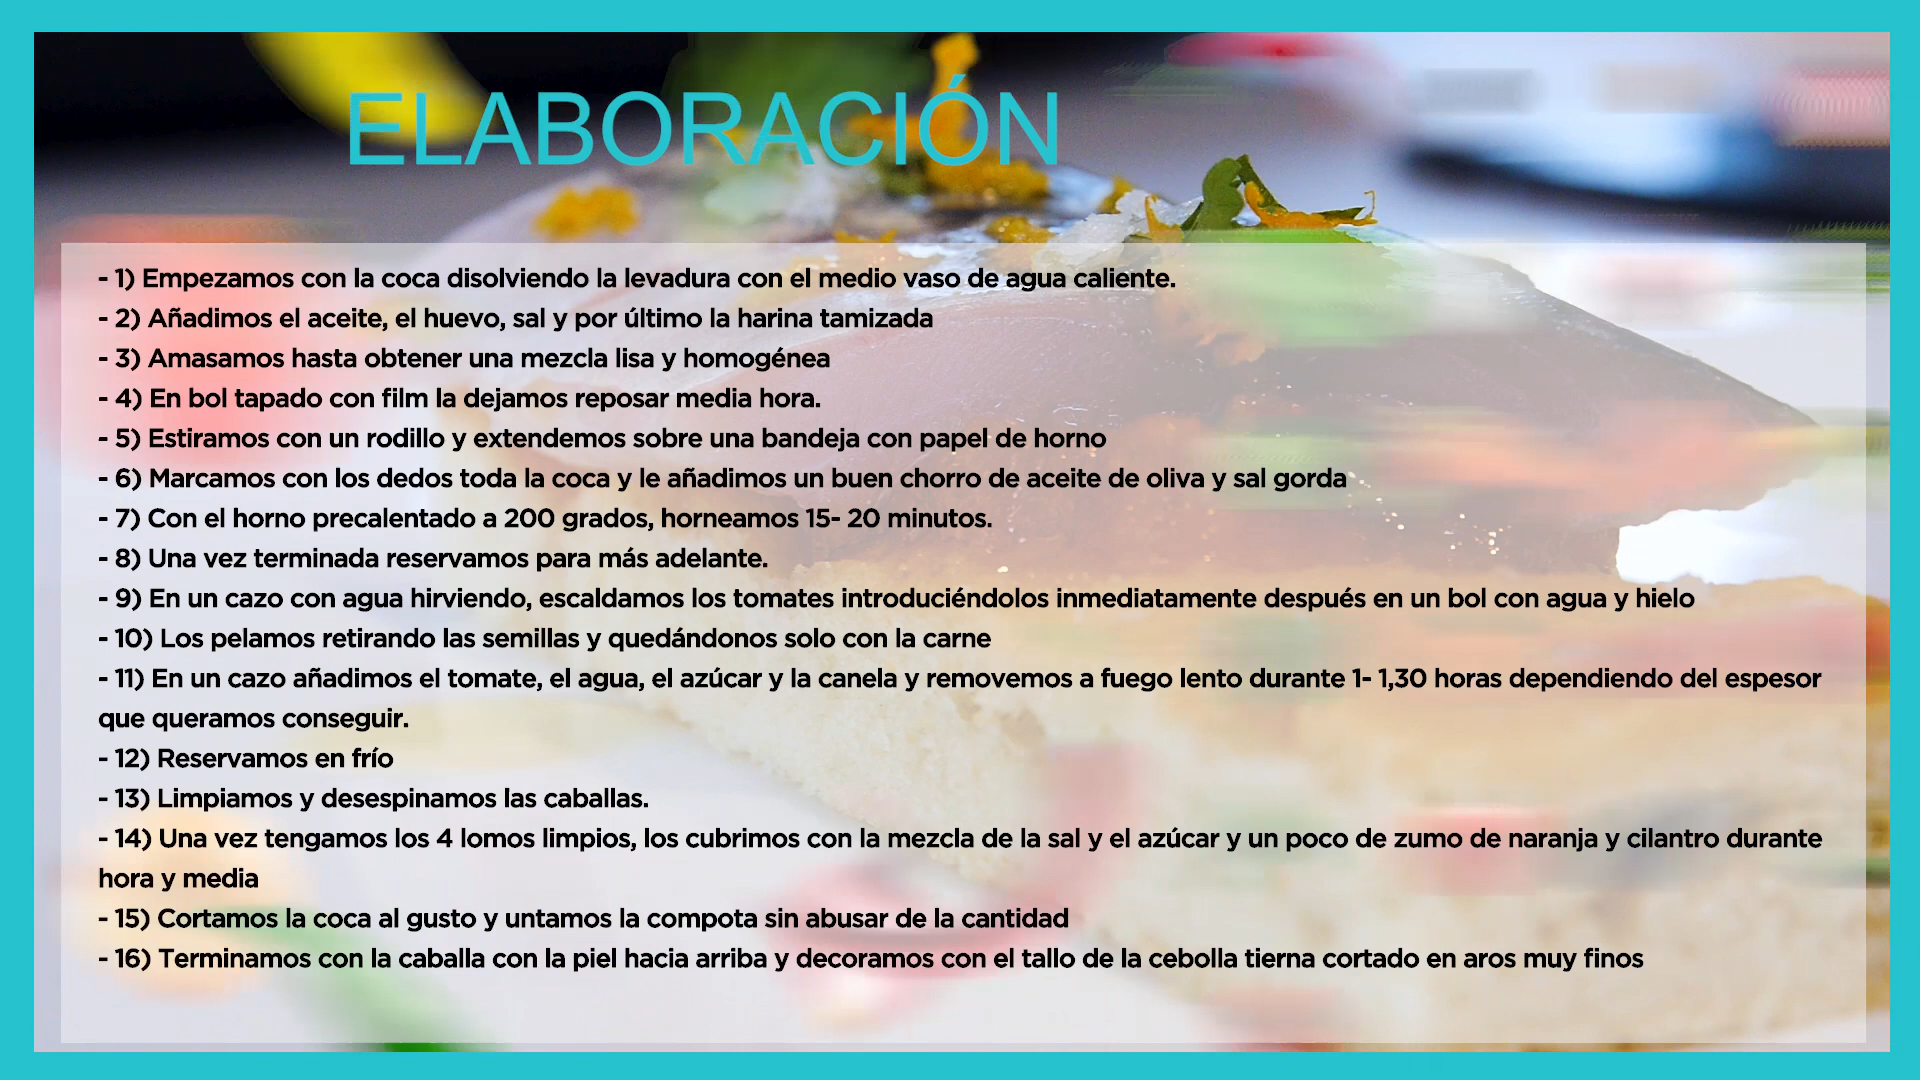 ELABORACIÓN
- 1) Empezamos con la coca disolviendo la levadura con el medio vaso de agua caliente.
- 2) Añadimos el aceite, el huevo, sal y por último la harina tamizada
- 3) Amasamos hasta obtener una mezcla lisa y homogénea
- 4) En bol tapado con film la dejamos reposar media hora.
- 5) Estiramos con un rodillo y extendemos sobre una bandeja con papel de horno
- 6) Marcamos con los dedos toda la coca y le añadimos un buen chorro de aceite de oliva y sal gorda
- 7) Con el horno precalentado a 200 grados, horneamos 15- 20 minutos.
- 8) Una vez terminada reservamos para más adelante.
- 9) En un cazo con agua hirviendo, escaldamos los tomates introduciéndolos inmediatamente después en un bol con agua y hielo
- 10) Los pelamos retirando las semillas y quedándonos solo con la carne
- 11) En un cazo añadimos el tomate, el agua, el azúcar y la canela y removemos a fuego lento durante 1- 1,30 horas dependiendo del espesor
que queramos conseguir.
- 12) Reservamos en frío
- 13) Limpiamos y desespinamos las caballas.
- 14) Una vez tengamos los 4 lomos limpios, los cubrimos con la mezcla de la sal y el azúcar y un poco de zumo de naranja y cilantro durante
hora y media
- 15) Cortamos la coca al gusto y untamos la compota sin abusar de la cantidad
- 16) Terminamos con la caballa con la piel hacia arriba y decoramos con el tallo de la cebolla tierna cortado en aros muy finos